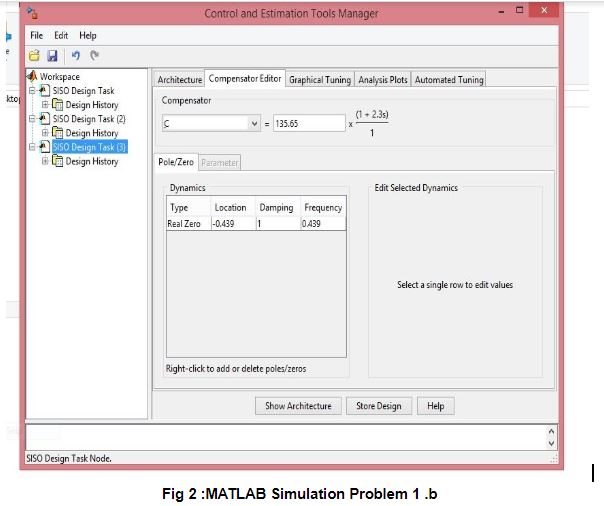 Control and Estimation Tools Manager
File Edit Help
Workspace
SISO Design Task
Design History
SISO Design Task (2)
Design History
SISO Design Task (3)
Design History
Architecture Compensator Editor Graphical Tuning Analysis Plots Automated Tuning
Compensator
C = 135.65 x (1 + 2.3s)
1
Pole/Zero Parameter
Dynamics
Type Location Damping Frequency
Real Zero -0.439 1 0.439
Right-click to add or delete poles/zeros
Edit Selected Dynamics
Select a single row to edit values
Show Architecture Store Design Help
SISO Design Task Node.
Fig 2 :MATLAB Simulation Problem 1 .b